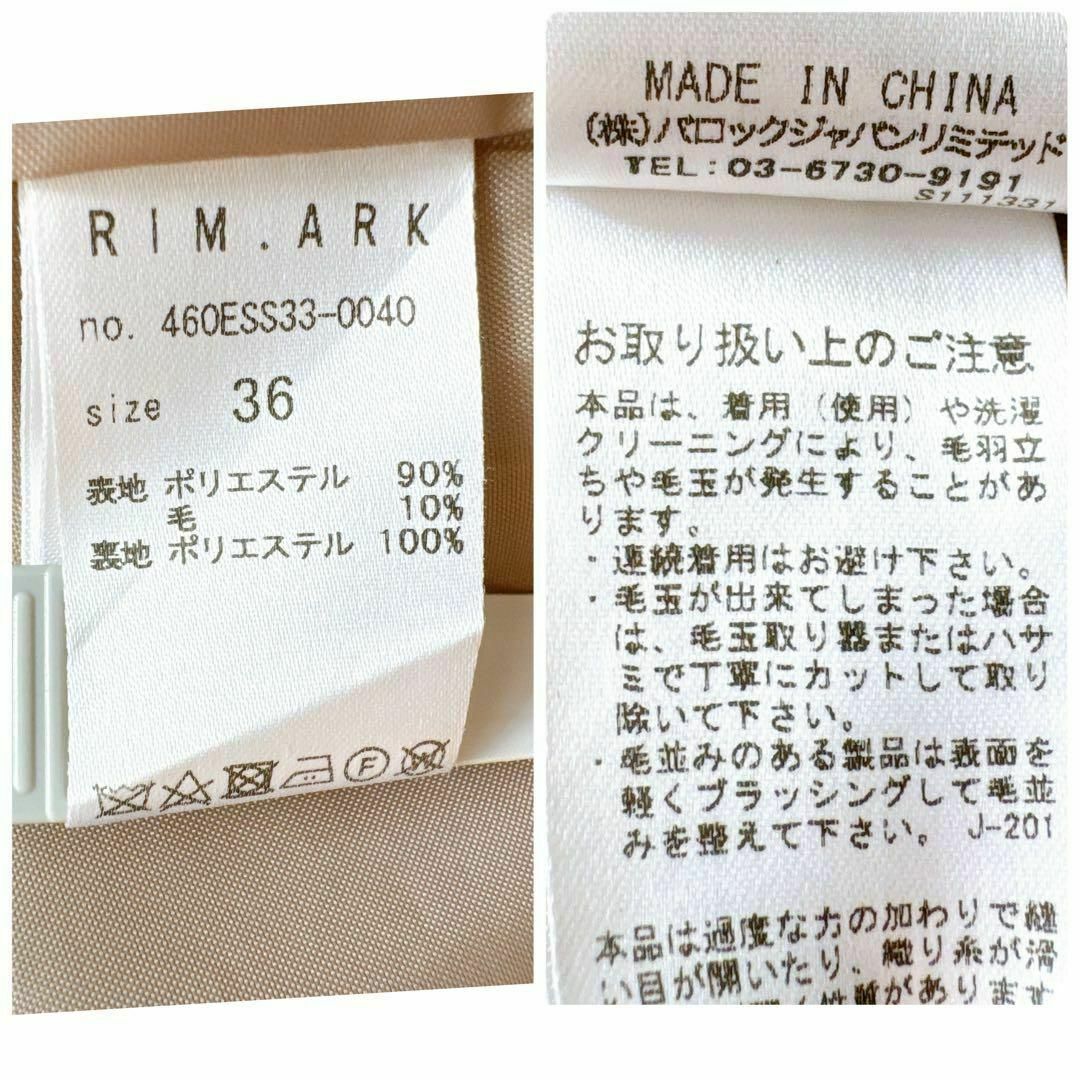 RIM.ARK
no. 460ESS33-0040
size 36
表地 ポリエステル 90%
毛 10%
裏地 ポリエステル 100%
F
MADE IN CHINA
(株)バロックジャパンリミテッド
TEL:03-6730-9191
S111331
お取り扱い上のご注意
本品は、着用(使用)や洗濯
クリーニングにより、毛羽立
ちや毛玉が発生することがあ
ります。
・連続着用はお避け下さい。
・毛玉が出来てしまった場合
は、毛玉取り器またはハサ
ミで丁寧にカットして取り
除いて下さい。
・毛並みのある製品は表面を
軽くブラッシングして毛並
みを整えて下さい。 J-201
本品は過度な力の加わりで縫
い目が開いたり、織り糸が滑
性質があります